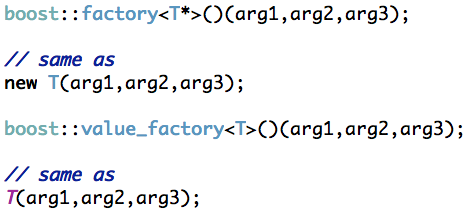 boost::factory<T*>()(arg1,arg2,arg3);
// same as
new T(arg1,arg2,arg3);
boost::value_factory<T>()(arg1,arg2,arg3);
// same as
T(arg1,arg2,arg3);